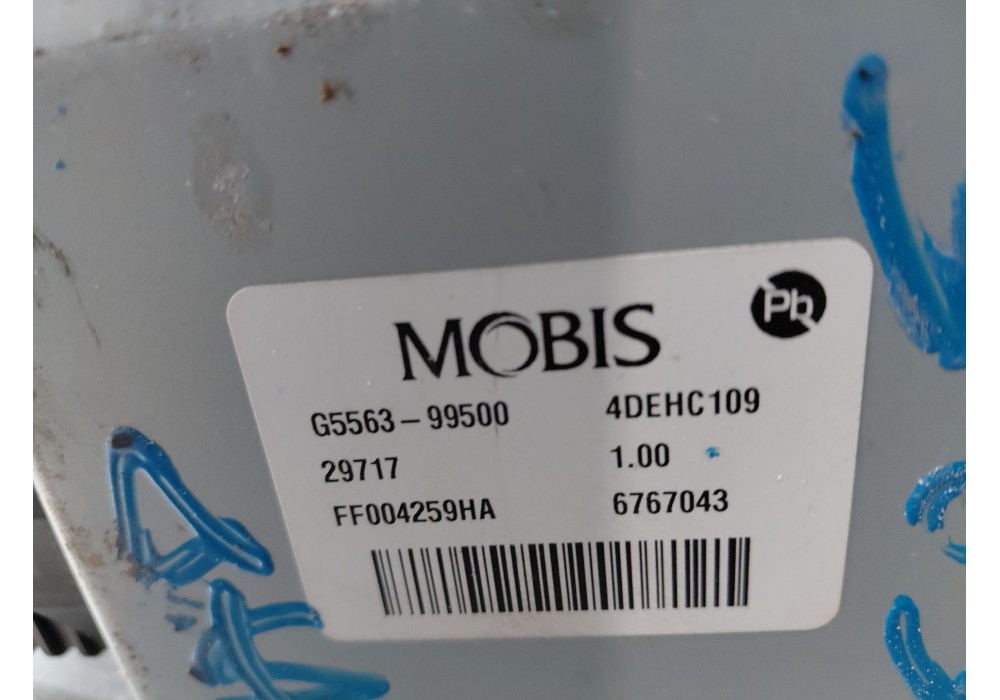 MOBIS
Pb
G5563-99500 4DEHC109
29717 1.00
FF004259HA 6767043